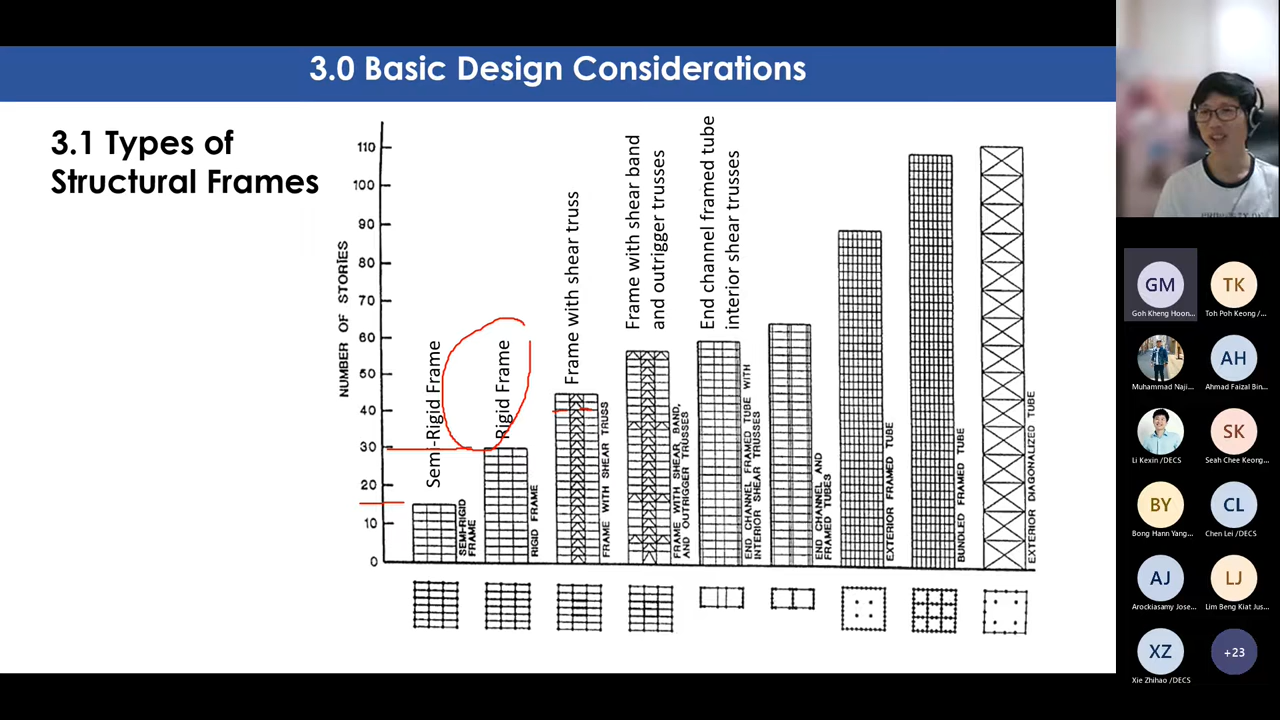 3.0 Basic Design Considerations
3.1 Types of
Structural Frames
NUMBER OF STORIES
110
100
90
80
70
60
50
40
30
20
10
0
Semi-Rigid Frame
Rigid Frame
Frame with shear truss
Frame with shear band
and outrigger trusses
End channel framed tube
interior shear trusses
SEMI-RIGID
FRAME
RIGID FRAME
FRAME WITH SHEAR TRUSS
FRAME WITH SHEAR BAND,
AND OUTRIGGER TRUSSES
END CHANNEL FRAMED TUBE WITH
INTERIOR SHEAR TRUSSES
END CHANNEL AND
FRAMED TUBES
EXTERIOR FRAMED TUBE
BUNDLED FRAMED TUBE
EXTERIOR DIAGONALIZED TUBE
GM
Goh Kheng Hoon...
TK
Toh Poh Keong /...
Muhammad Naji...
AH
Ahmad Faizal Bin...
Li Kexin /DECS
SK
Seah Chee Keong...
BY
Bong Hann Yang...
CL
Chen Lei /DECS
AJ
Arockiasamy Jose...
LJ
Lim Beng Kiat Jus...
XZ
Xie Zhihao /DECS
+23